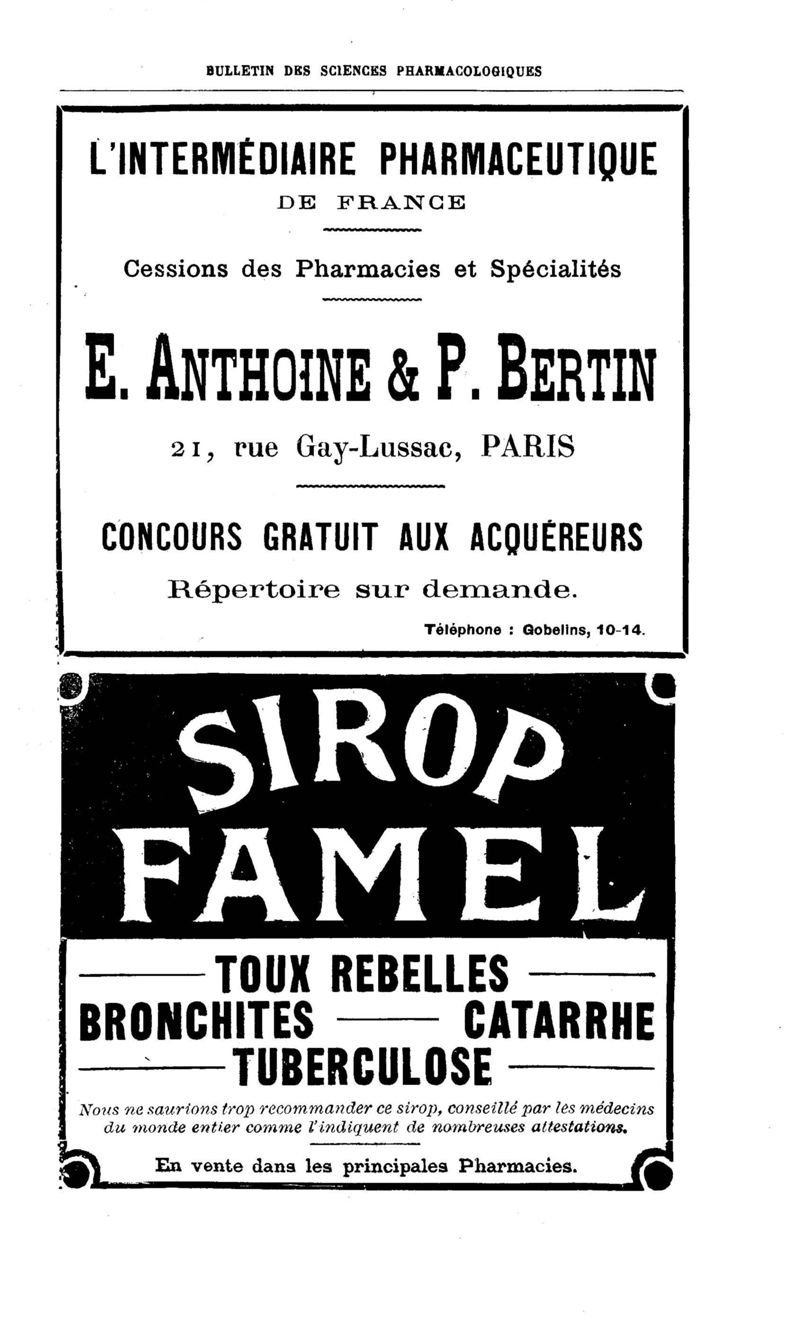 BULLETIN DES SCIENCES PHARMACOLOGIQUES
L'INTERMÉDIAIRE PHARMACEUTIQUE
DE FRANCE
Cessions des Pharmacies et Spécialités
E. ANTHOINE & P. BERTIN
21, rue Gay-Lussac, PARIS
CONCOURS GRATUIT AUX ACQUÉREURS
Répertoire sur demande.
Téléphone : Gobelins, 10-14.
SIROP
FAMEL
TOUX REBELLES
BRONCHITES — CATARRHE
TUBERCULOSE
Nous ne saurions trop recommander ce sirop, conseillé par les médecins
du monde entier comme l'indiquent de nombreuses attestations.
En vente dans les principales Pharmacies.